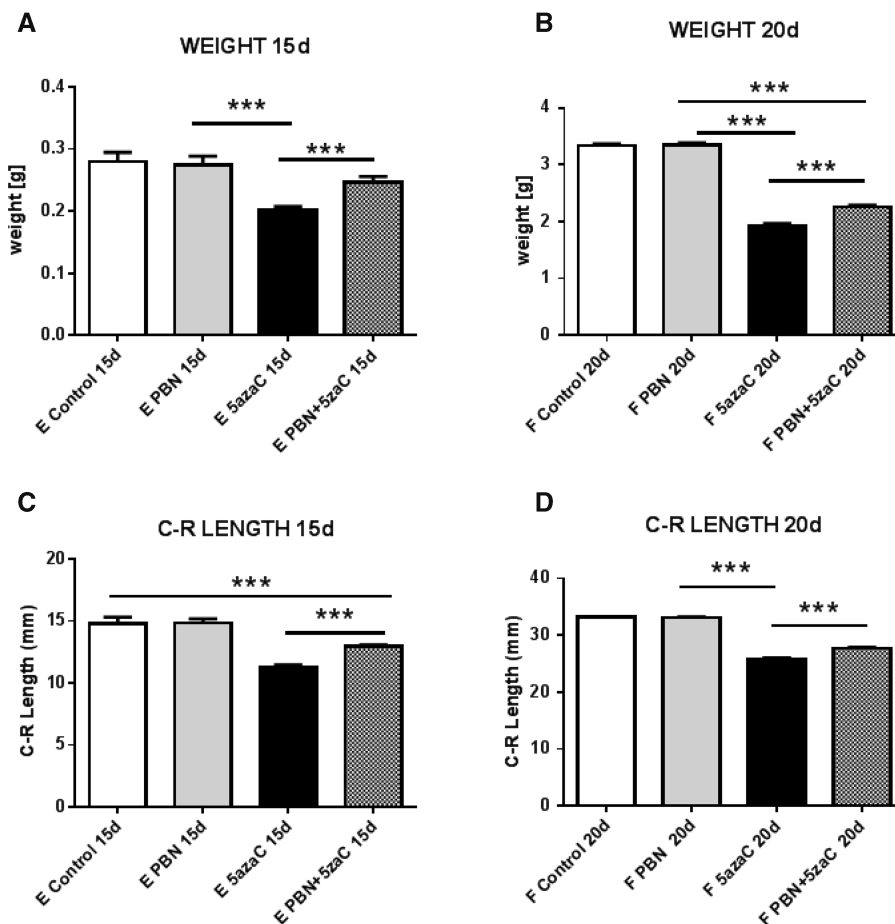 A
WEIGHT 15d
weight [g]
0.4
0.3
0.2
0.1
0.0
***
***
E Control 15d
E PBN 15d
E 5azaC 15d
E PBN+5zaC 15d
B
WEIGHT 20d
weight [g]
4
3
2
1
0
***
***
***
F Control 20d
F PBN 20d
F 5azaC 20d
F PBN+5zaC 20d
C
C-R LENGTH 15d
C-R Length (mm)
20
15
10
5
0
***
***
E Control 15d
E PBN 15d
E 5azaC 15d
E PBN+5zaC 15d
D
C-R LENGTH 20d
C-R Length (mm)
40
30
20
10
0
***
***
F Control 20d
F PBN 20d
F 5azaC 20d
F PBN+5zaC 20d